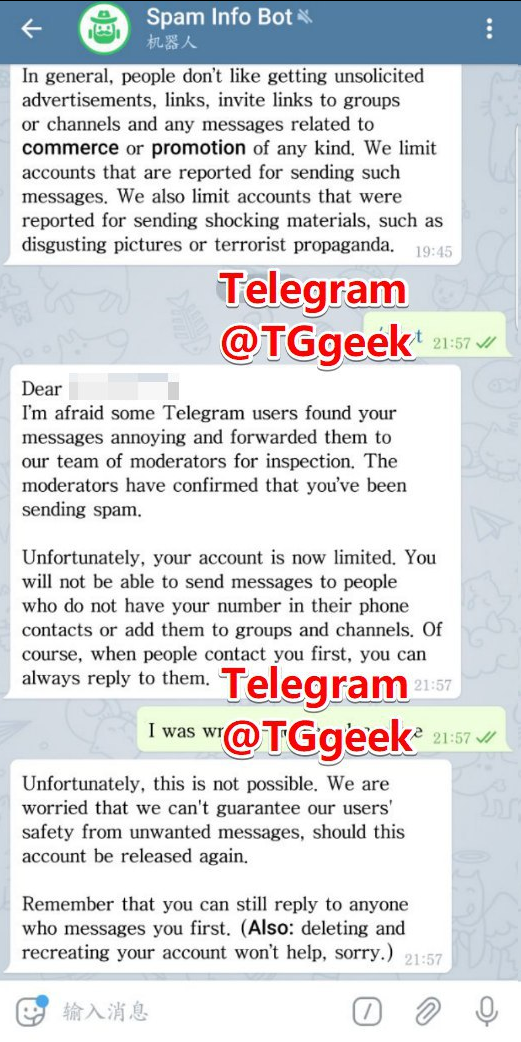 Spam Info Bot
机器人
In general, people don't like getting unsolicited
advertisements, links, invite links to groups
or channels and any messages related to
commerce or promotion of any kind. We limit
accounts that are reported for sending such
messages. We also limit accounts that were
reported for sending shocking materials, such as
disgusting pictures or terrorist propaganda.
19:45
Telegram
@TGgeek
21:57
Dear
I'm afraid some Telegram users found your
messages annoying and forwarded them to
our team of moderators for inspection. The
moderators have confirmed that you've been
sending spam.
Unfortunately, your account is now limited. You
will not be able to send messages to people
who do not have your number in their phone
contacts or add them to groups and channels. Of
course, when people contact you first, you can
always reply to them.
21:57
Telegram
@TGgeek
I was
21:57
Unfortunately, this is not possible. We are
worried that we can't guarantee our users'
safety from unwanted messages, should this
account be released again.
Remember that you can still reply to anyone
who messages you first. (Also: deleting and
recreating your account won't help, sorry.)
21:57
输入消息